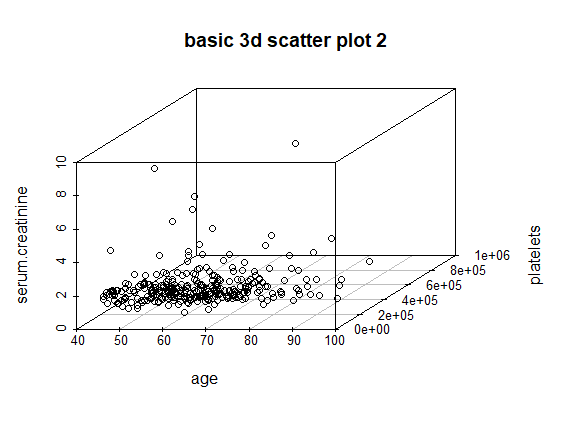 basic 3d scatter plot 2
serum.creatinine
10
8
6
4
2
0
40 50 60 70 80 90 100
age
0e+00
2e+05
4e+05
6e+05
8e+05
1e+06
platelets